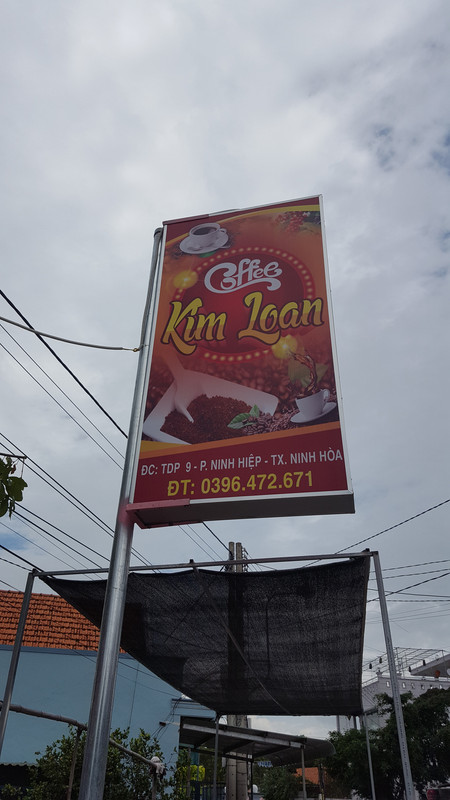 Coffee
Kim Loan
ĐC: TDP 9 - P. NINH HIỆP - TX. NINH HÒA
ĐT: 0396.472.671